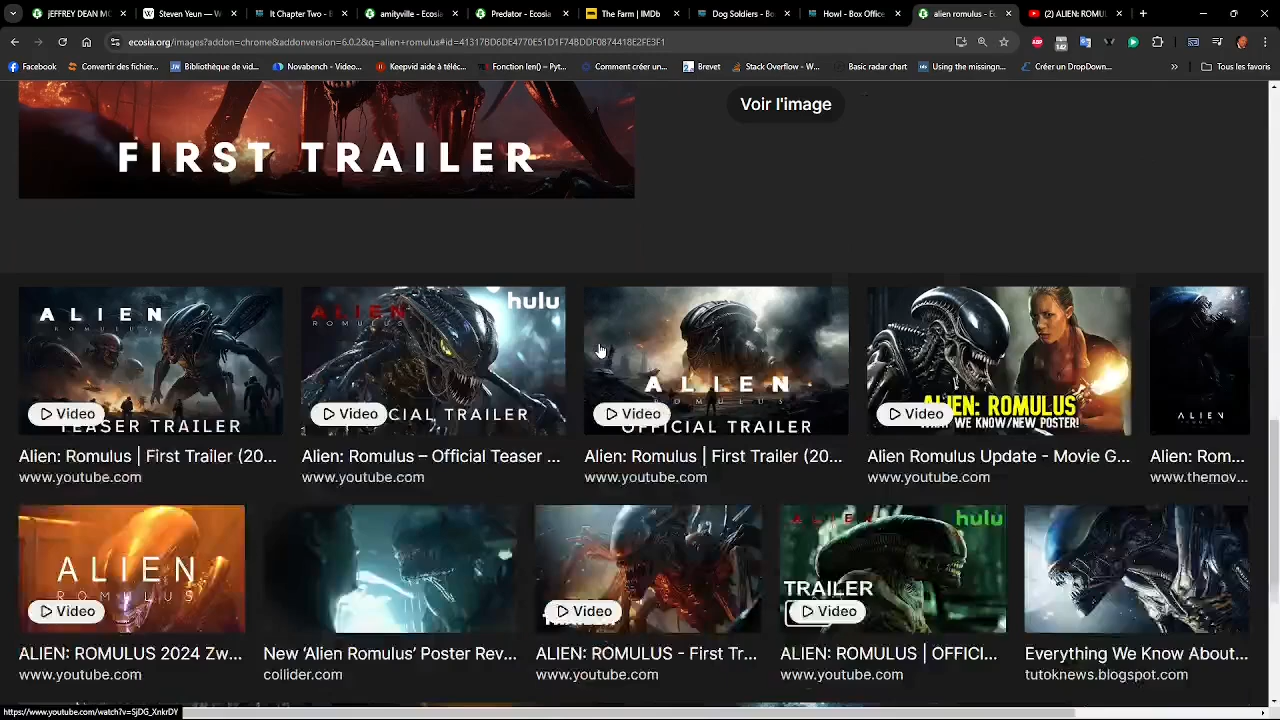 jEFFREY DEAN MO
Steven Yeun — W
It Chapter Two - B
amityville - Ecosia
Predator - Ecosia
The Farm | IMDb
Dog Soldiers - Bo
Howl - Box Office
alien romulus - Ec
(2) ALIEN: ROMUL
ecosia.org/images?addon=chrome&addonversion=6.0.2&q=alien+romulus#id=41317BD6DE4770E51D1F74BDDF0874418E2FE3F1
Facebook
Convertir des fichier...
Bibliothèque de vid...
Novabench - Video...
Keepvid aide à téléc...
Fonction len() – Pyt...
Comment créer un...
Brevet
Stack Overflow - W...
Basic radar chart
Using the missingn...
Créer un DropDown...
Tous les favoris
Voir l'image
FIRST TRAILER
ALIEN
ROMULUS
Video
TEASER TRAILER
ALIEN
ROMULUS
hulu
Video
CIAL TRAILER
ALIEN
ROMULUS
Video
OFFICIAL TRAILER
Video
EN: ROMULUS
WE KNOW/NEW POSTER!
ALIEN
Alien: Romulus | First Trailer (20...
www.youtube.com
Alien: Romulus – Official Teaser ...
www.youtube.com
Alien: Romulus | First Trailer (20...
www.youtube.com
Alien Romulus Update - Movie G...
www.youtube.com
Alien: Rom...
www.themov...
ALIEN
ROMULUS
Video
Video
ALIEN
hulu
TRAILER
Video
ALIEN: ROMULUS 2024 Zw...
www.youtube.com
New ‘Alien Romulus’ Poster Rev...
collider.com
ALIEN: ROMULUS - First Tr...
www.youtube.com
ALIEN: ROMULUS | OFFICI...
www.youtube.com
Everything We Know About...
tutoknews.blogspot.com
https://www.youtube.com/watch?v=SjDG_XnkrDY